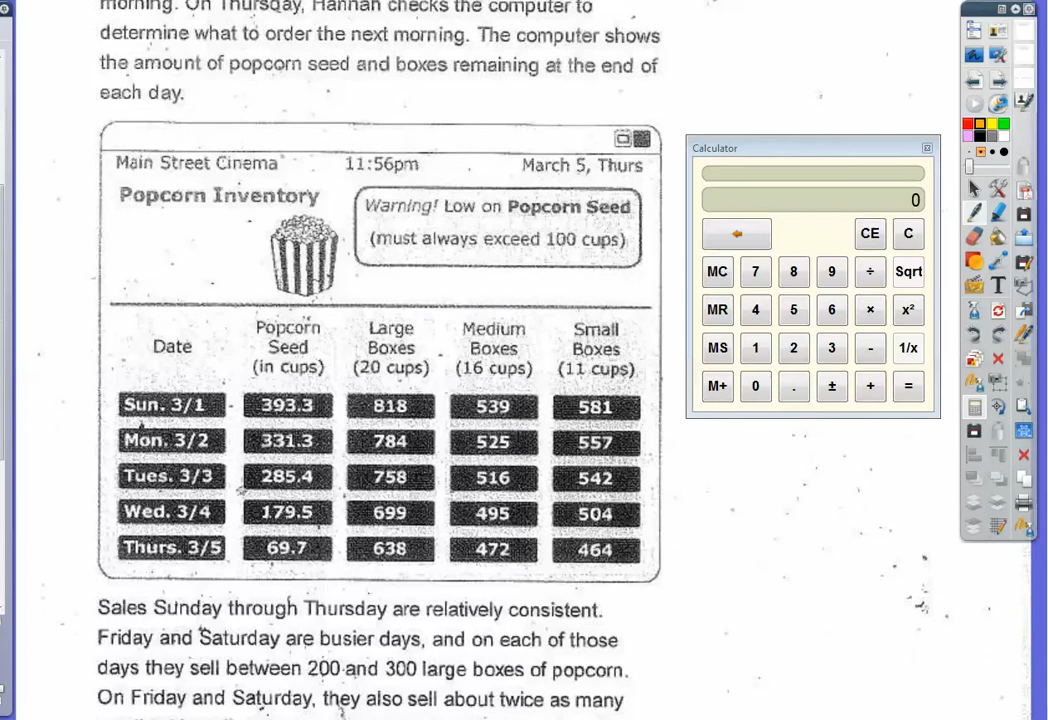 morning. On Thursday, Hannah checks the computer to
determine what to order the next morning. The computer shows
the amount of popcorn seed and boxes remaining at the end of
each day.
Main Street Cinema 11:56pm March 5, Thurs
Popcorn Inventory
Warning! Low on Popcorn Seed
(must always exceed 100 cups)
Date Popcorn Seed (in cups) Large Boxes (20 cups) Medium Boxes (16 cups) Small Boxes (11 cups)
Sun. 3/1 393.3 818 539 581
Mon. 3/2 331.3 784 525 557
Tues. 3/3 285.4 758 516 542
Wed. 3/4 179.5 699 495 504
Thurs. 3/5 69.7 638 472 464
Sales Sunday through Thursday are relatively consistent.
Friday and Saturday are busier days, and on each of those
days they sell between 200 and 300 large boxes of popcorn.
On Friday and Saturday, they also sell about twice as many
Calculator
0
CE C
MC 7 8 9 ÷ Sqrt
MR 4 5 6 × x²
MS 1 2 3 - 1/x
M+ 0 . ± + =